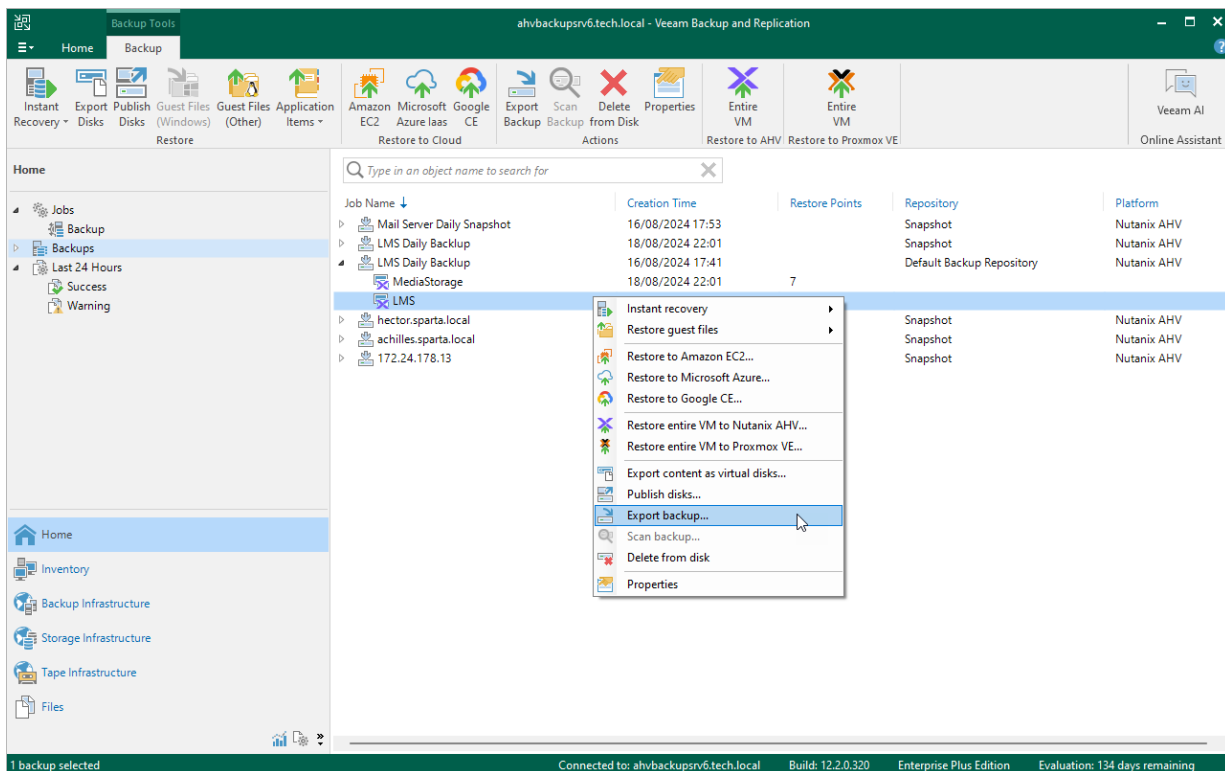 Backup Tools
ahvbackupsrv6.tech.local - Veeam Backup and Replication
Home Backup
Instant Recovery
Export Disks
Publish Disks
Guest Files (Windows)
Guest Files (Other)
Application Items
Amazon EC2
Microsoft Azure Iaas
Google CE
Export Backup
Scan Backup
Delete from Disk
Properties
Entire VM
Entire VM
Veeam AI
Restore
Restore to Cloud
Actions
Restore to AHV
Restore to Proxmox VE
Online Assistant
Home
Jobs
Backup
Backups
Last 24 Hours
Success
Warning
Type in an object name to search for
Job Name Creation Time Restore Points Repository Platform
Mail Server Daily Snapshot 16/08/2024 17:53 Snapshot Nutanix AHV
LMS Daily Backlup 18/08/2024 22:01 Snapshot Nutanix AHV
LMS Daily Backlup 16/08/2024 17:41 Default Backup Repository Nutanix AHV
MediaStorage 18/08/2024 22:01 7
LMS
hector.sparta.local Snapshot Nutanix AHV
achilles.sparta.local Snapshot Nutanix AHV
172.24.178.13 Snapshot Nutanix AHV
Instant recovery
Restore guest files
Restore to Amazon EC2...
Restore to Microsoft Azure...
Restore to Google CE...
Restore entire VM to Nutanix AHV...
Restore entire VM to Proxmox VE...
Export content as virtual disks...
Publish disks...
Export backup...
Scan backup...
Delete from disk
Properties
Home
Inventory
Backup Infrastructure
Storage Infrastructure
Tape Infrastructure
Files
1 backup selected
Connected to: ahvbackupsrv6.tech.local Build: 12.2.0.320 Enterprise Plus Edition Evaluation: 134 days remaining